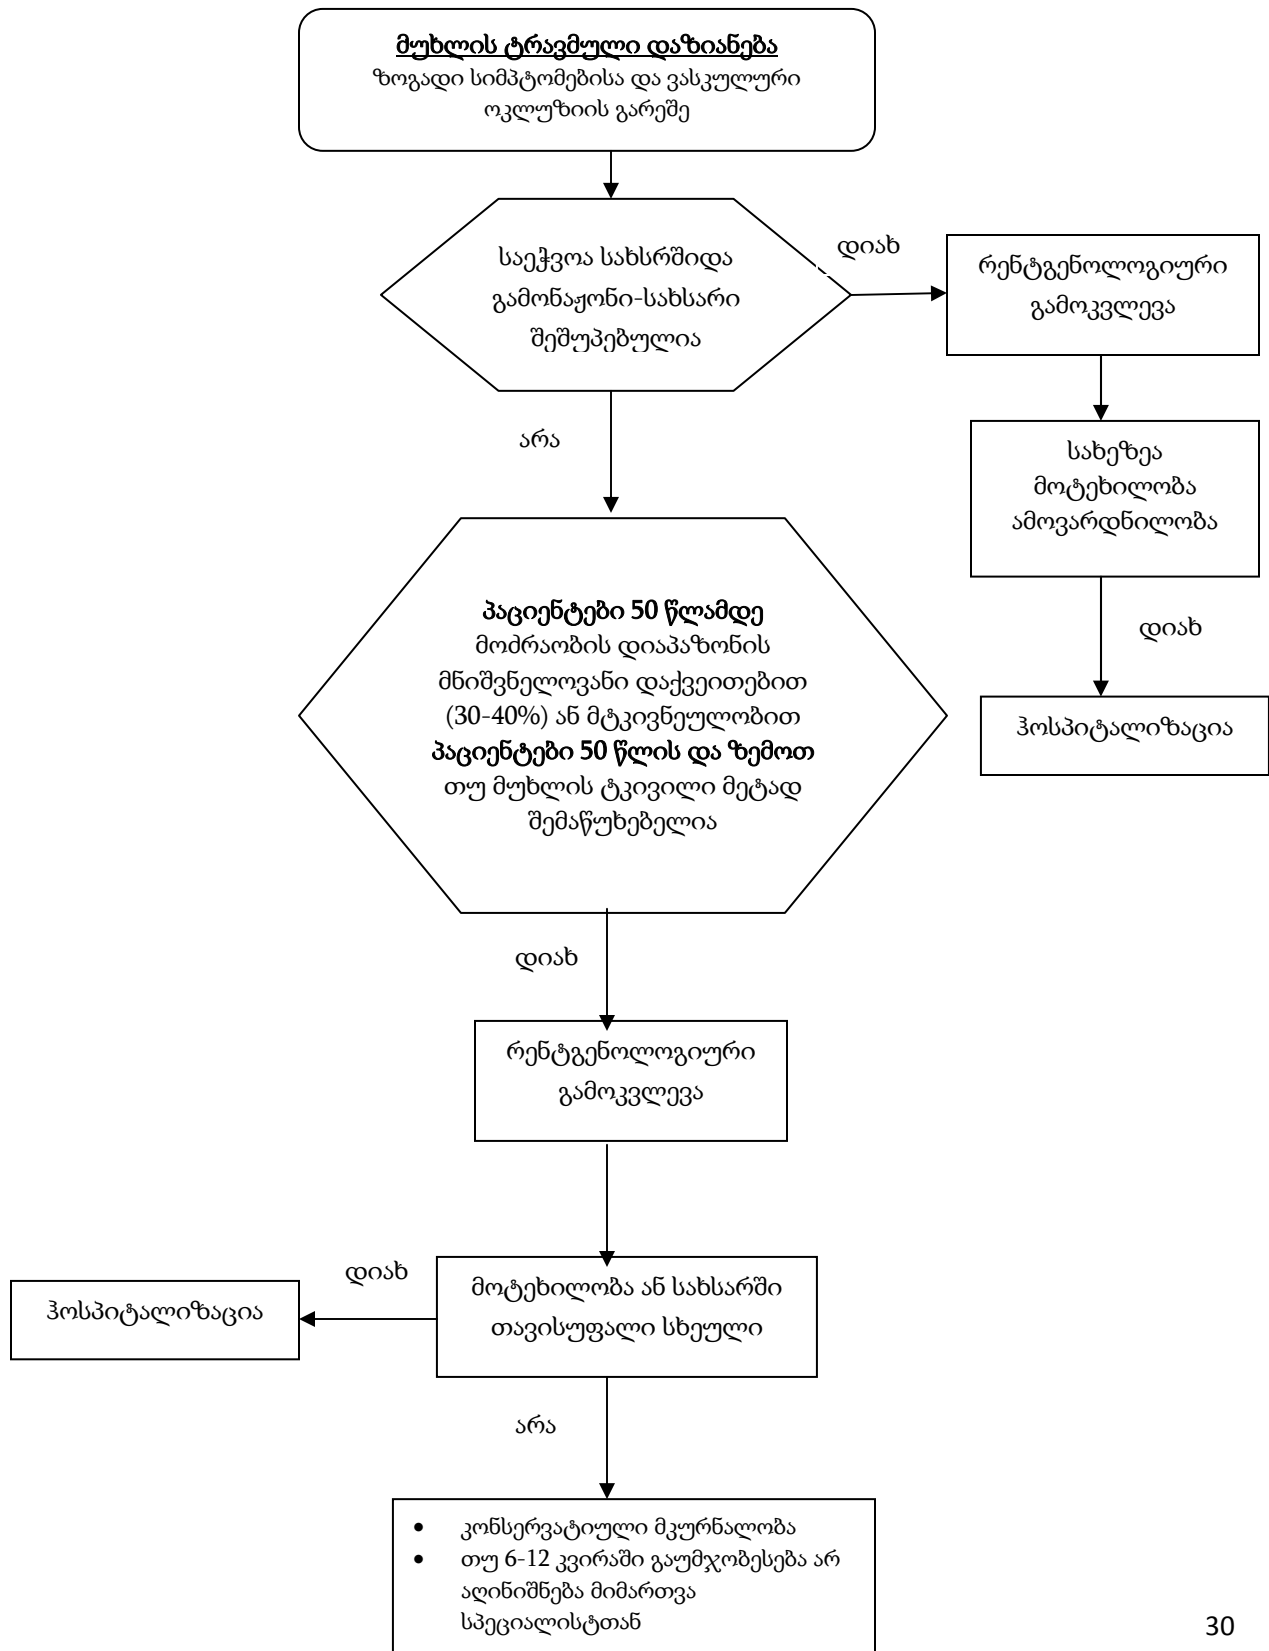 მუხლის ტრავმული დაზიანება
ზოგადი სიმპტომებისა და ვასკულური
ოკლუზიის გარეშე
საეჭვოა სახსრშიდა
გამონაჟონი-სახსარი
შეშუპებულია
დიახ
რენტგენოლოგიური
გამოკვლევა
არა
სახეზეა
მოტეხილობა
ამოვარდნილობა
დიახ
ჰოსპიტალიზაცია
პაციენტები 50 წლამდე
მოძრაობის დიაპაზონის
მნიშვნელოვანი დაქვეითებით
(30-40%) ან მტკივნეულობით
პაციენტები 50 წლის და ზემოთ
თუ მუხლის ტკივილი მეტად
შემაწუხებელია
დიახ
რენტგენოლოგიური
გამოკვლევა
დიახ
მოტეხილობა ან სახსარში
თავისუფალი სხეული
ჰოსპიტალიზაცია
არა
• კონსერვატიული მკურნალობა
• თუ 6-12 კვირაში გაუმჯობესება არ
აღინიშნება მიმართვა
სპეციალისტთან
30